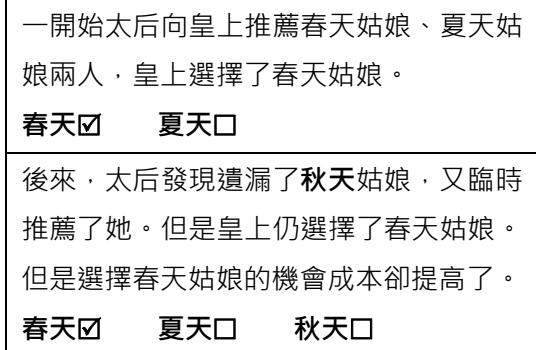 一開始太后向皇上推薦春天姑娘、夏天姑
娘兩人，皇上選擇了春天姑娘。
春天☑ 夏天☐
後來，太后發現遺漏了秋天姑娘，又臨時
推薦了她。但是皇上仍選擇了春天姑娘。
但是選擇春天姑娘的機會成本卻提高了。
春天☑ 夏天☐ 秋天☐